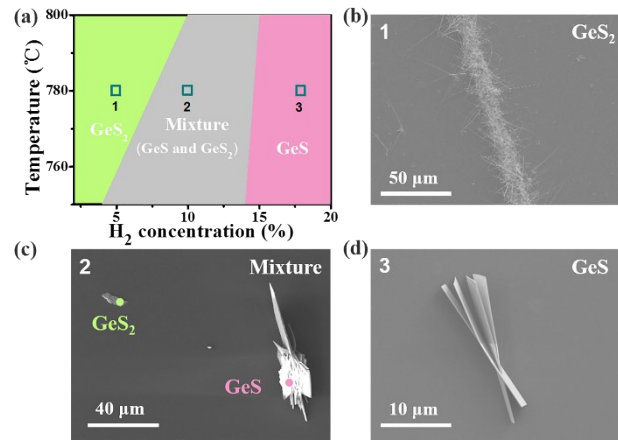 (a)
800
780
760
Temperature (℃)
1
2
3
GeS₂
Mixture
(GeS and GeS₂)
GeS
5
10
15
20
H₂ concentration (%)
(b)
1
GeS₂
50 µm
(c)
2
Mixture
GeS₂
GeS
40 µm
(d)
3
GeS
10 µm